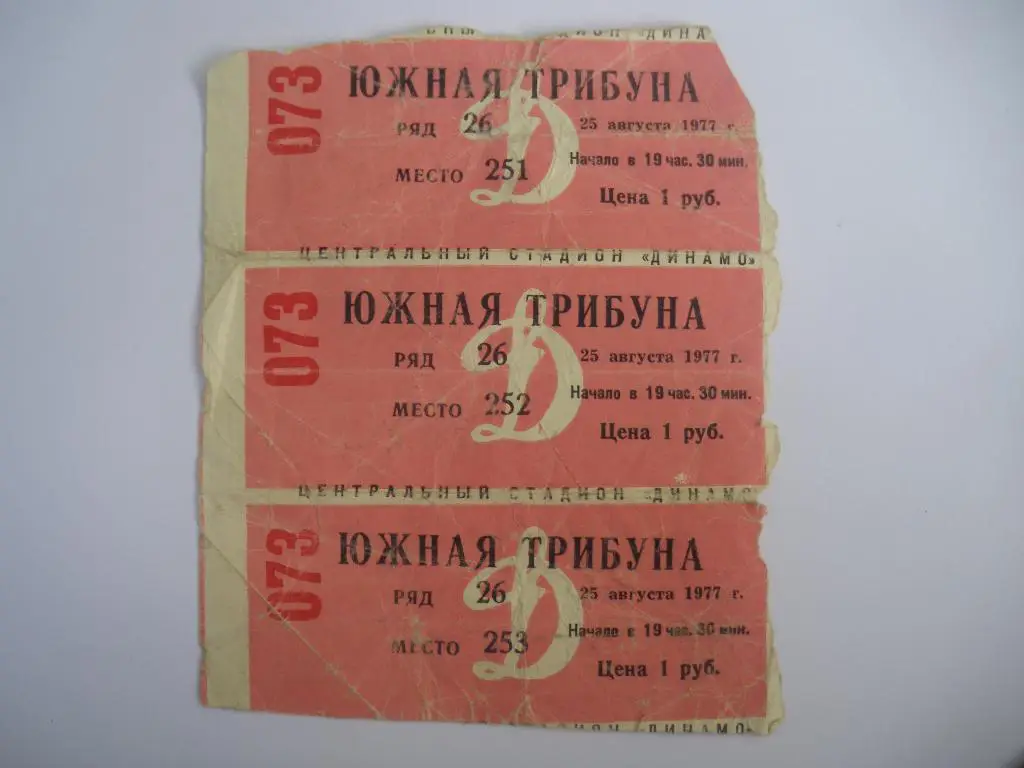 «ДИНА
073
ЮЖНАЯ ТРИБУНА
РЯД 26
25 августа 1977 г.
МЕСТО 251
Начало в 19 час. 30 мин.
Цена 1 руб.
ЦЕНТРАЛЬНЫЙ СТАДИОН «ДИНАМО»
073
ЮЖНАЯ ТРИБУНА
РЯД 26
25 августа 1977 г.
МЕСТО 252
Начало в 19 час. 30 мин.
Цена 1 руб.
ЦЕНТРАЛЬНЫЙ СТАДИОН «ДИНАМО
073
ЮЖНАЯ ТРИБУНА
РЯД 26
25 августа 1977 г.
МЕСТО 253
Начало в 19 час. 30 мин.
Цена 1 руб.
«ДИНАМО»